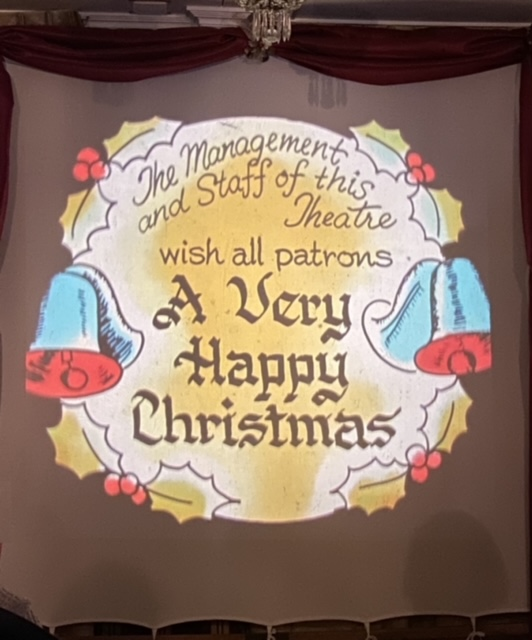 The Management
and Staff of this
Theatre
wish all patrons
A Very
Happy
Christmas